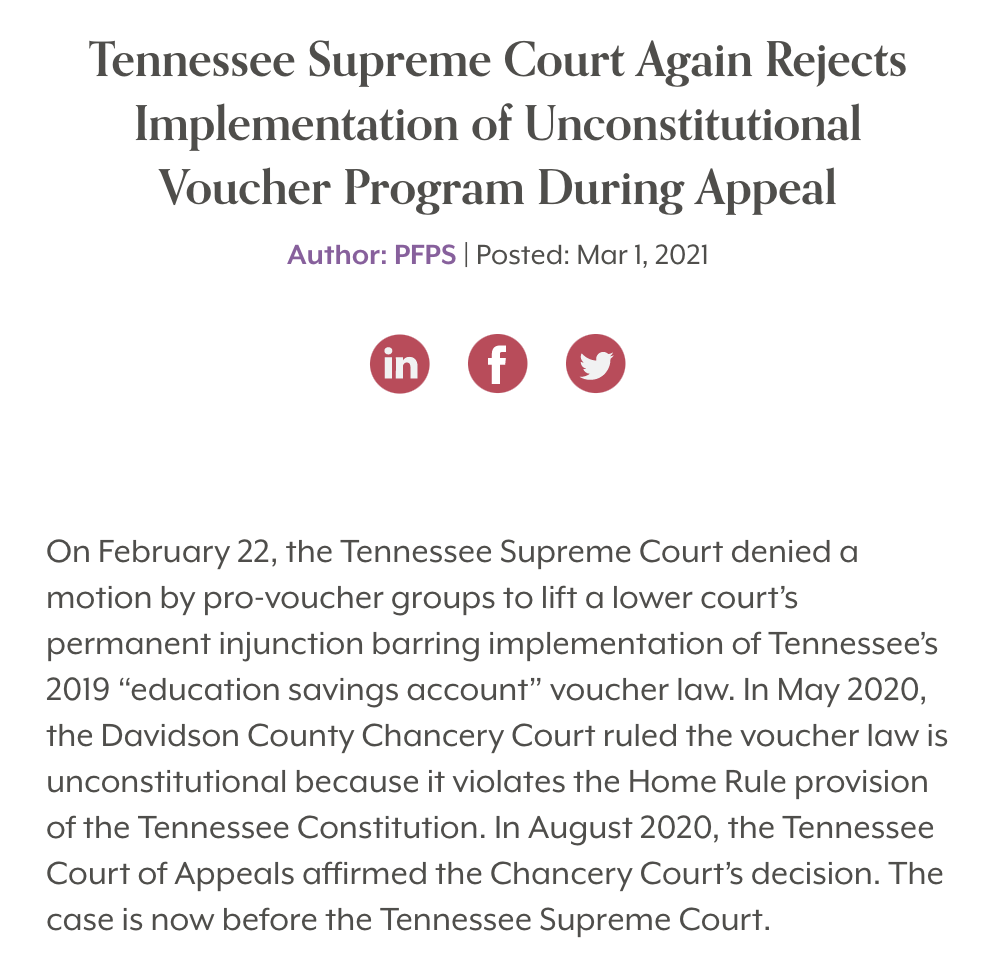 Tennessee Supreme Court Again Rejects
Implementation of Unconstitutional
Voucher Program During Appeal
Author: PFPS | Posted: Mar 1, 2021
in f
On February 22, the Tennessee Supreme Court denied a
motion by pro-voucher groups to lift a lower court’s
permanent injunction barring implementation of Tennessee’s
2019 “education savings account” voucher law. In May 2020,
the Davidson County Chancery Court ruled the voucher law is
unconstitutional because it violates the Home Rule provision
of the Tennessee Constitution. In August 2020, the Tennessee
Court of Appeals affirmed the Chancery Court’s decision. The
case is now before the Tennessee Supreme Court.